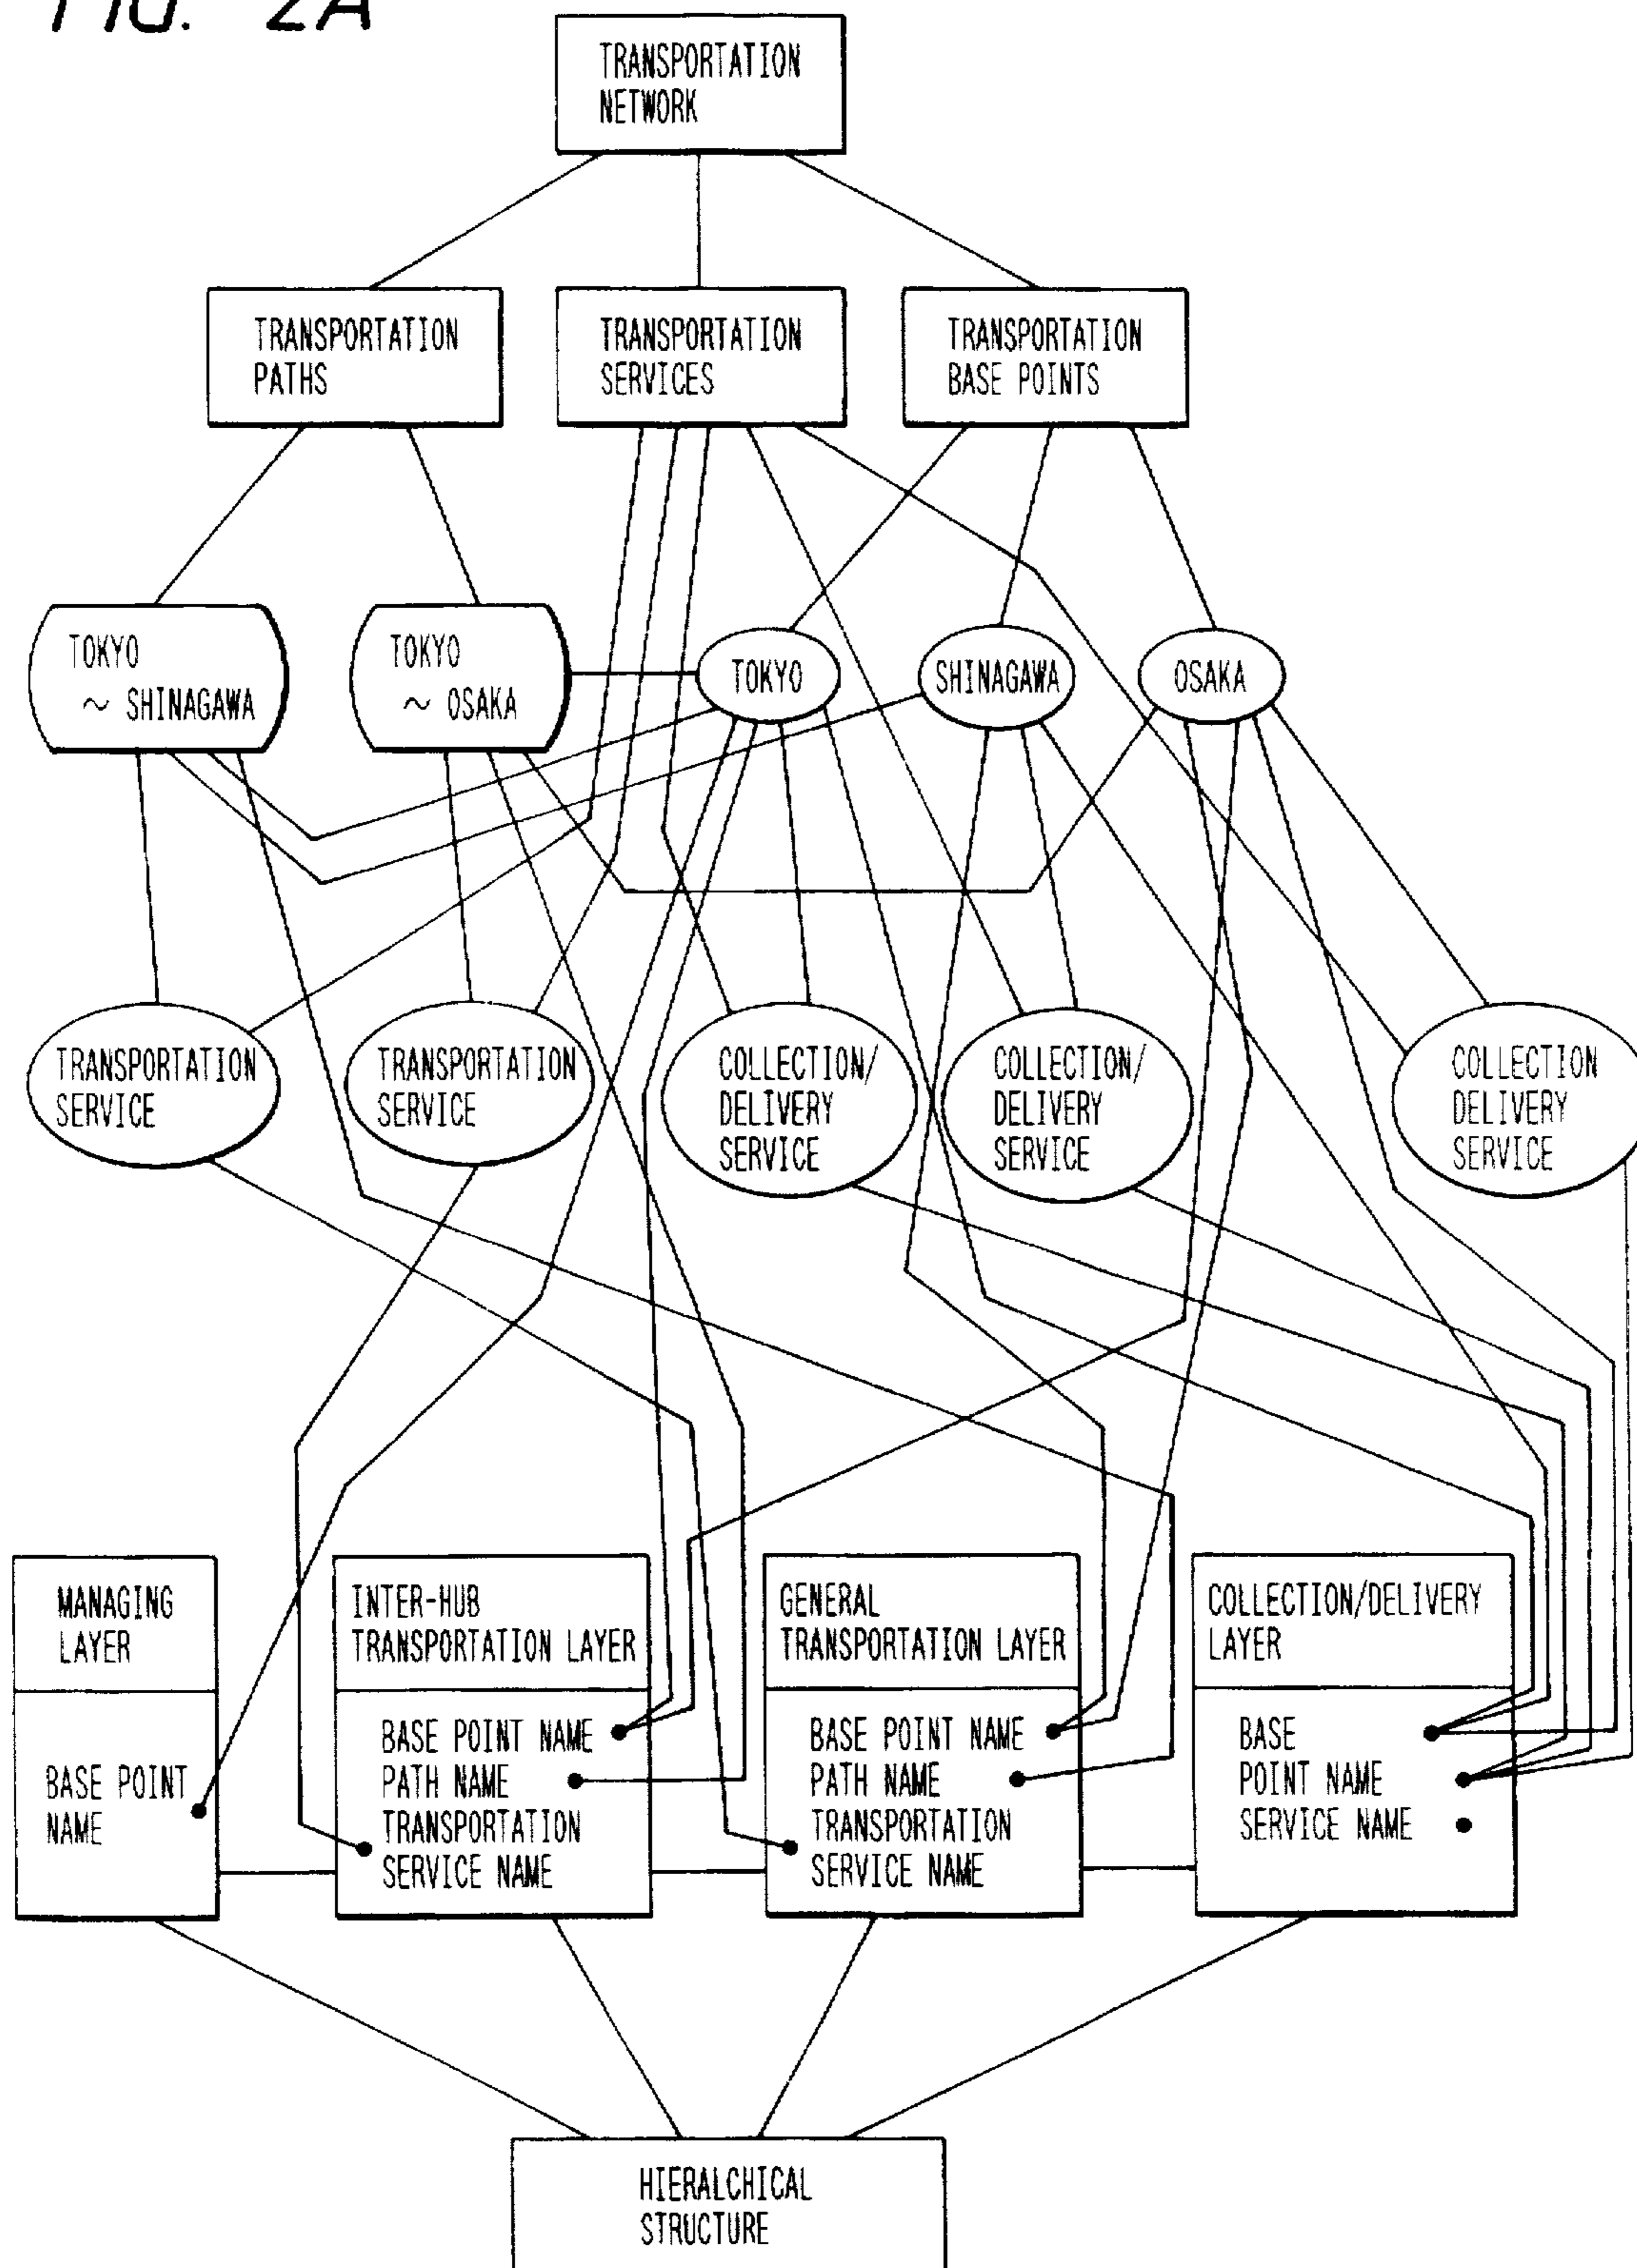 FIG. 2A
TRANSPORTATION
NETWORK
TRANSPORTATION
PATHS
TRANSPORTATION
SERVICES
TRANSPORTATION
BASE POINTS
TOKYO
~ SHINAGAWA
TOKYO
~ OSAKA
TOKYO
SHINAGAWA
OSAKA
TRANSPORTATION
SERVICE
TRANSPORTATION
SERVICE
COLLECTION/
DELIVERY
SERVICE
COLLECTION/
DELIVERY
SERVICE
COLLECTION
DELIVERY
SERVICE
MANAGING
LAYER
BASE POINT
NAME
INTER-HUB
TRANSPORTATION LAYER
BASE POINT NAME
PATH NAME
TRANSPORTATION
SERVICE NAME
GENERAL
TRANSPORTATION LAYER
BASE POINT NAME
PATH NAME
TRANSPORTATION
SERVICE NAME
COLLECTION/DELIVERY
LAYER
BASE
POINT NAME
SERVICE NAME
HIERALCHICAL
STRUCTURE